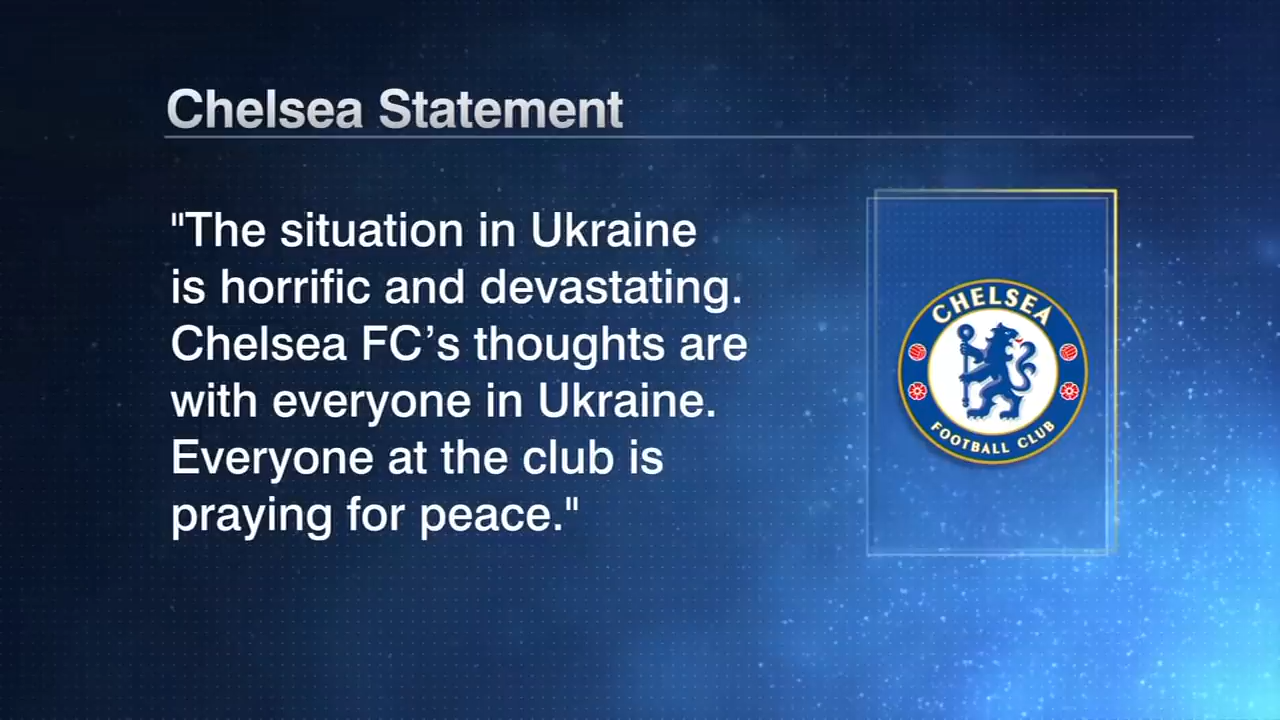 Chelsea Statement
"The situation in Ukraine
is horrific and devastating.
Chelsea FC’s thoughts are
with everyone in Ukraine.
Everyone at the club is
praying for peace."
CHELSEA
FOOTBALL CLUB